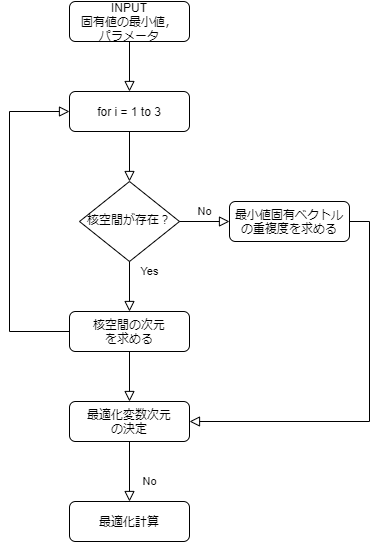 INPUT
固有値の最小値,
パラメータ
for i = 1 to 3
核空間が存在？
No
最小値固有ベクトル
の重複度を求める
Yes
核空間の次元
を求める
最適化変数次元
の決定
No
最適化計算